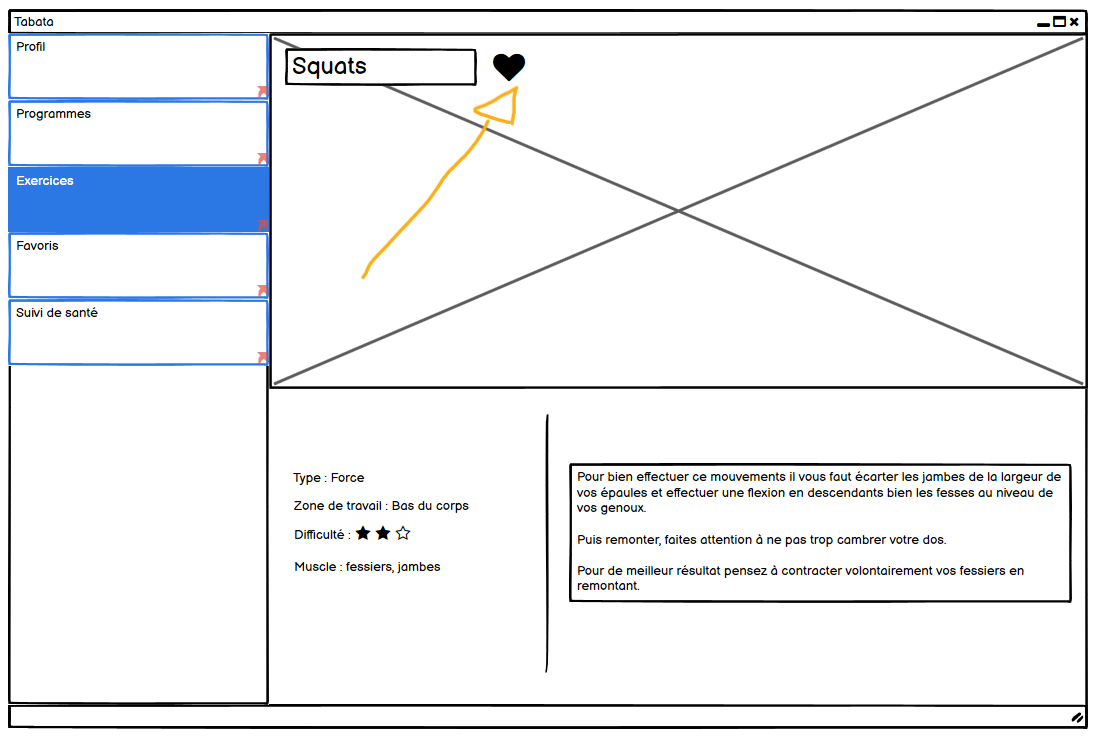 Tabata
Profil
Programmes
Exercices
Favoris
Suivi de santé
Squats
Type : Force
Zone de travail : Bas du corps
Difficulté :
Muscle : fessiers, jambes
Pour bien effectuer ce mouvements il vous faut écarter les jambes de la largeur de
vos épaules et effectuer une flexion en descendants bien les fesses au niveau de
vos genoux.
Puis remonter, faites attention à ne pas trop cambrer votre dos.
Pour de meilleur résultat pensez à contracter volontairement vos fessiers en
remontant.